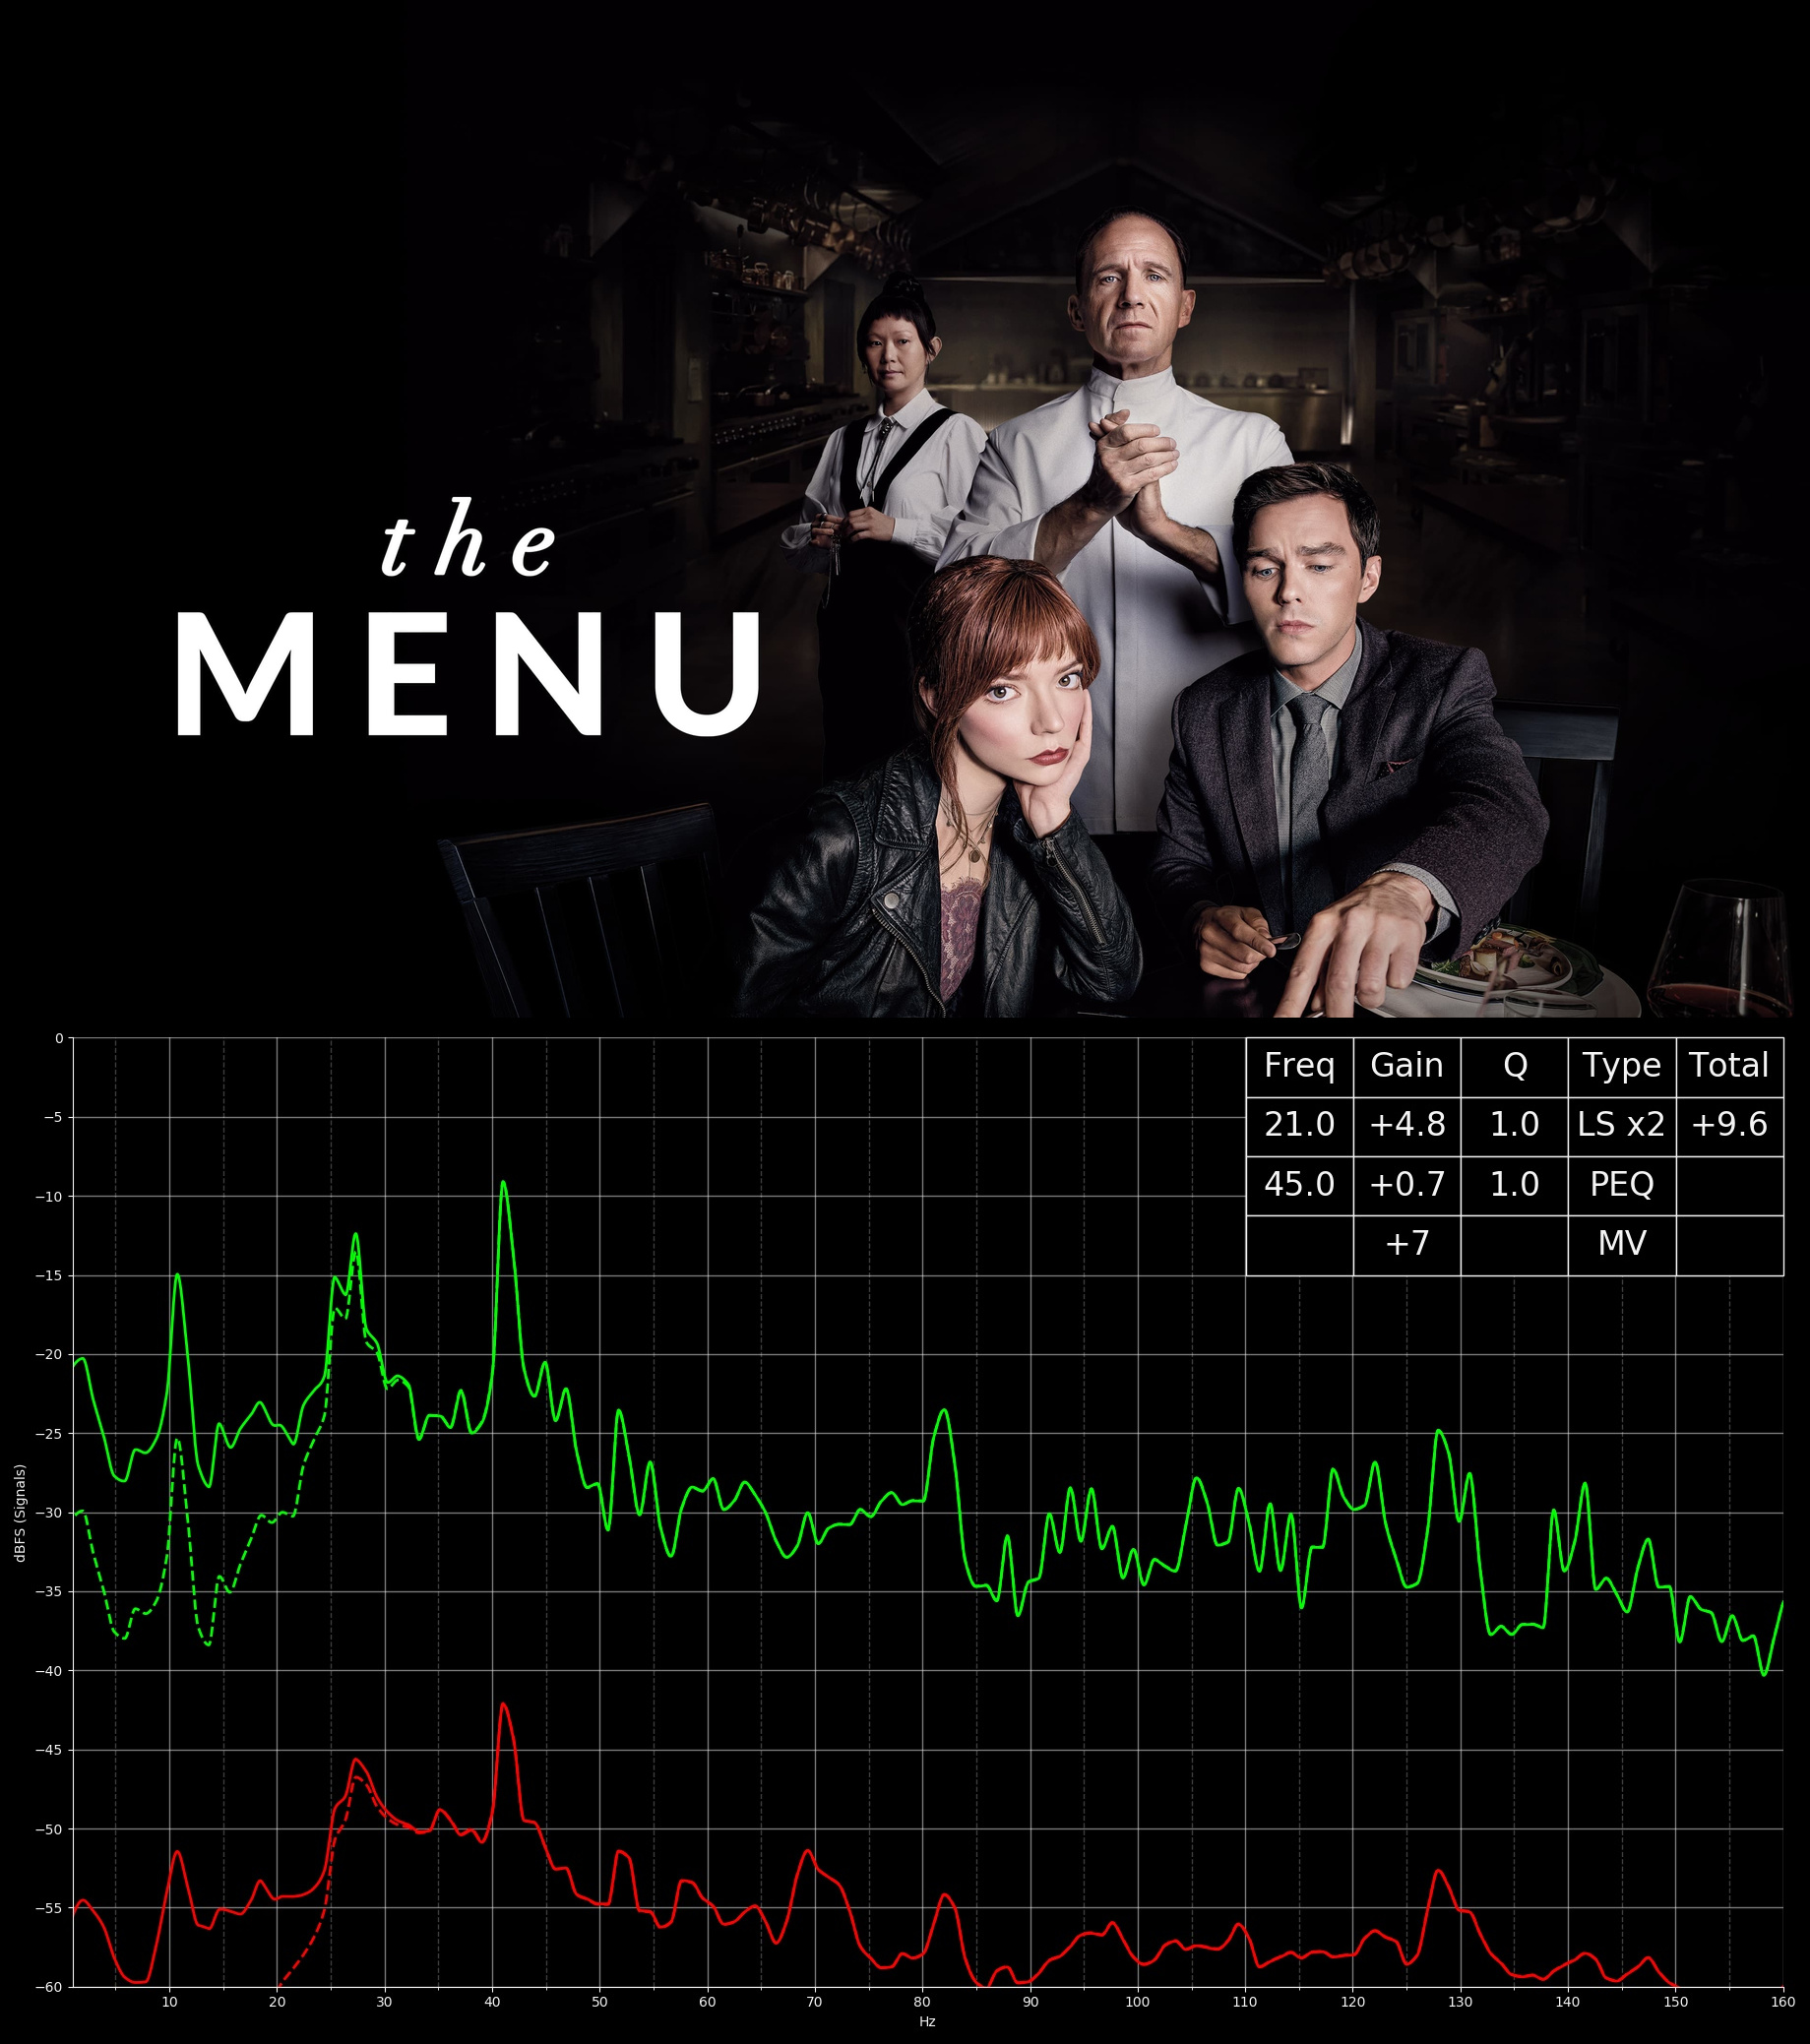 the
MENU
Freq Gain Q Type Total
21.0 +4.8 1.0 LS x2 +9.6
45.0 +0.7 1.0 PEQ
+7 MV
0
−5
−10
−15
−20
−25
−30
−35
−40
−45
−50
−55
−60
dBFS (Signals)
10 20 30 40 50 60 70 80 90 100 110 120 130 140 150 160
Hz